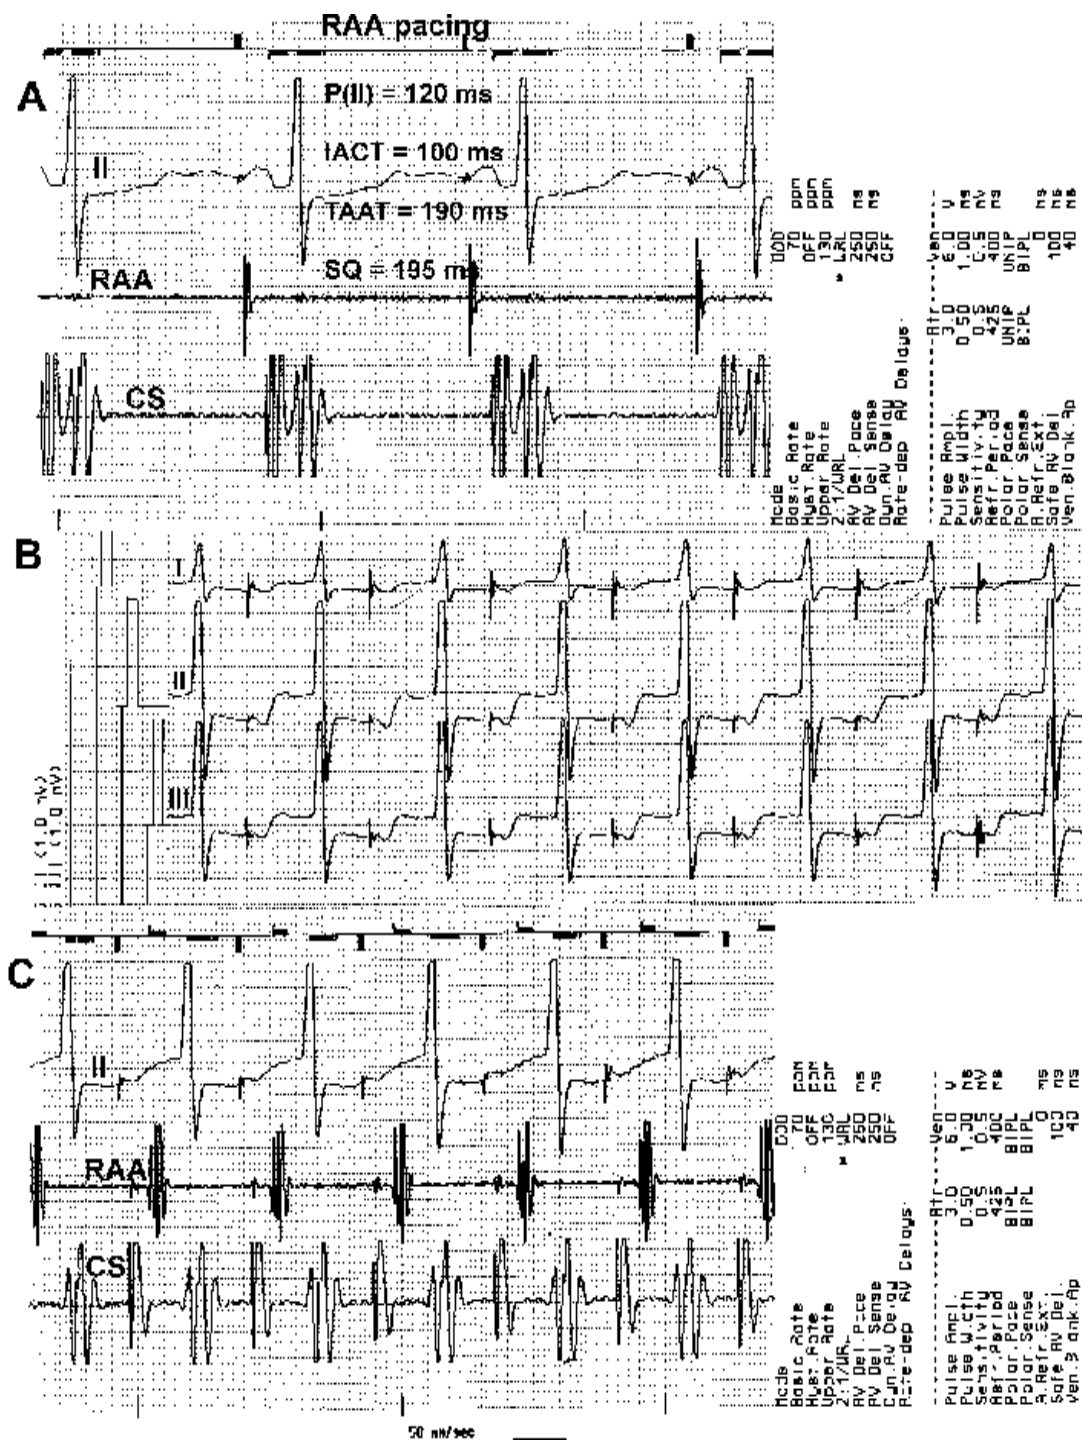 RAA pacing
A
P(II) = 120 ms
II
IACT = 100 ms
TAAT = 190 ms
RAA
SQ = 195 ms
CS
Mode DDD
Basic Rate 70 ppm
Hyst.Rate OFF ppm
Upper Rate 130 ppm
2:1/WRL * WRL
AV Del Pace 250 ms
AV Del Sense 250 ms
Dyn.AV Delay OFF
Rate-dep AV Delays:
Atr Ven
Pulse Ampl. 3.0 6.0 V
Pulse Width 0.50 1.00 ms
Sensitivity 0.5 0.5 mV
Refr.Period 425 400 ms
Polar.Pace UNIP UNIP
Polar.Sense BIPL BIPL
A.Refr.Ext. 0 ms
Safe AV Del. 100 ms
Ven.Blank.Ap 40 ms
B
I
II
III
C
II
RAA
CS
Mode DDD
Basic Rate 70 ppm
Hyst.Rate OFF ppm
Upper Rate 130 ppm
2:1/WRL * WRL
AV Del Pace 250 ms
AV Del Sense 250 ms
Dyn.AV Delay OFF
Rate-dep AV Delays:
Atr Ven
Pulse Ampl. 3.0 6.0 V
Pulse Width 0.50 1.00 ms
Sensitivity 0.5 0.5 mV
Refr.Period 425 400 ms
Polar.Pace BIPL BIPL
Polar.Sense BIPL BIPL
A.Refr.Ext. 0 ms
Safe AV Del. 100 ms
Ven.Blank.Ap 40 ms
50 mm/sec